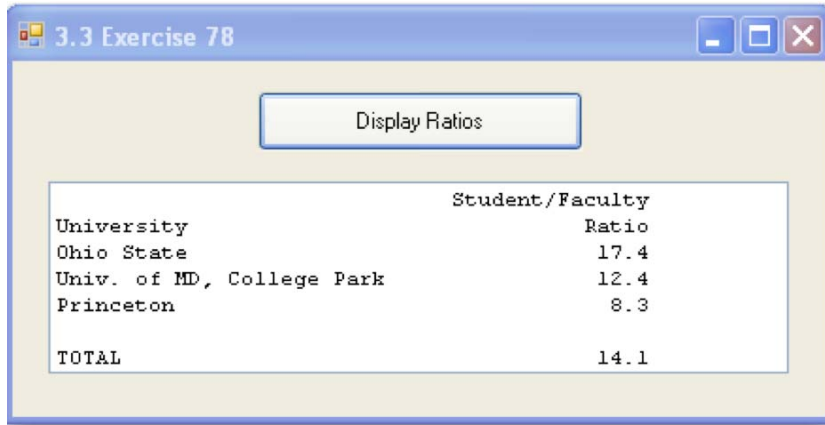 3.3 Exercise 78
Display Ratios
Student/Faculty
University Ratio
Ohio State 17.4
Univ. of MD, College Park 12.4
Princeton 8.3
TOTAL 14.1